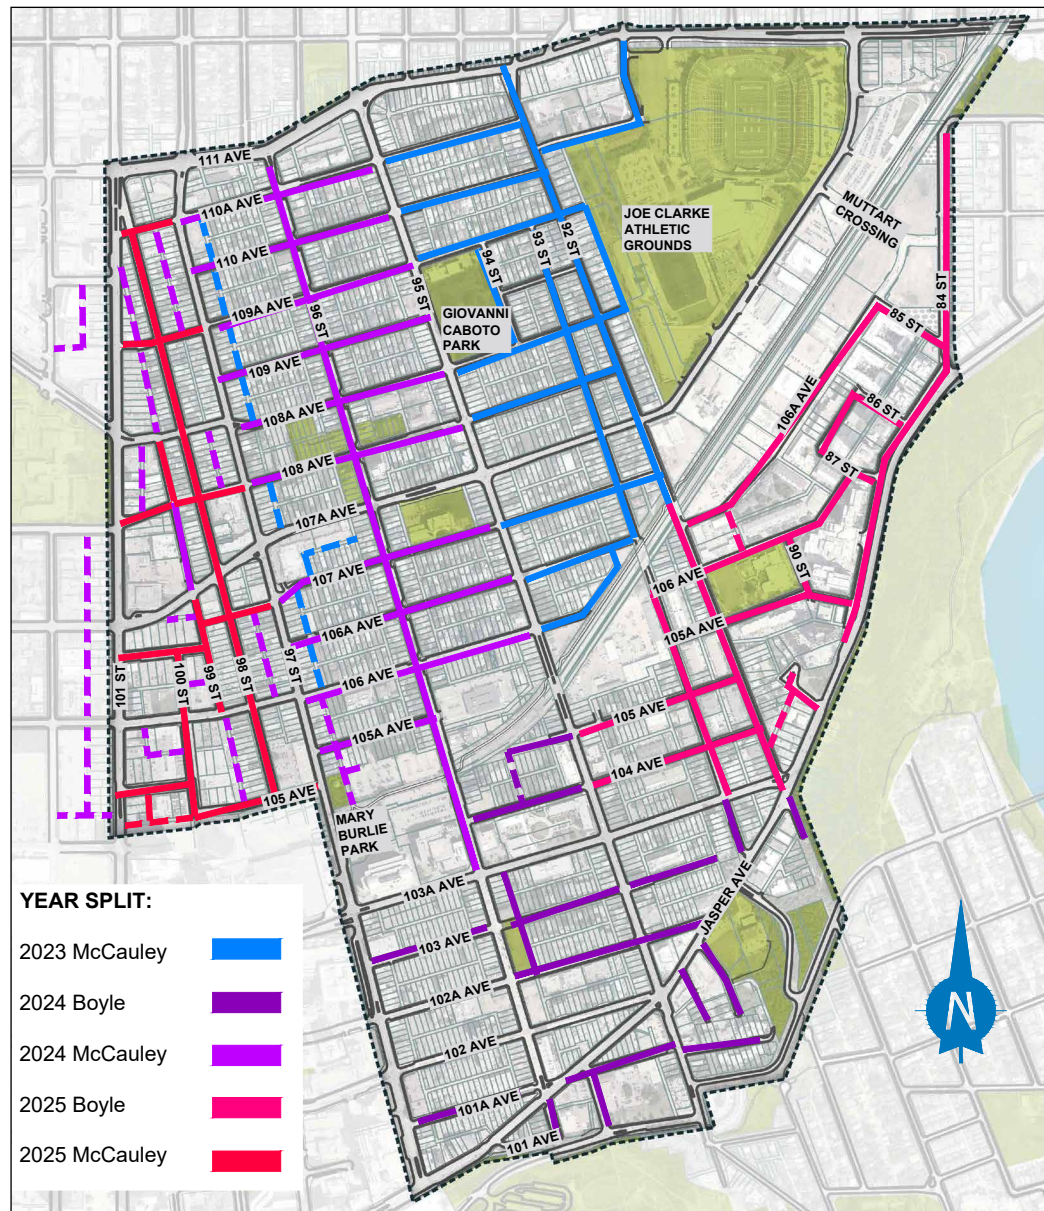 111 AVE
110A AVE
110 AVE
109A AVE
109 AVE
108A AVE
108 AVE
107A AVE
107 AVE
106A AVE
106 AVE
105A AVE
105 AVE
96 ST
95 ST
94 ST
93 ST
92 ST
GIOVANNI
CABOTO
PARK
JOE CLARKE
ATHLETIC
GROUNDS
MUTTART
CROSSING
84 ST
85 ST
86 ST
87 ST
106A AVE
90 ST
106 AVE
105A AVE
105 AVE
104 AVE
101 ST
100 ST
99 ST
98 ST
97 ST
MARY
BURLIE
PARK
103A AVE
103 AVE
102A AVE
102 AVE
101A AVE
101 AVE
JASPER AVE
YEAR SPLIT:
2023 McCauley
2024 Boyle
2024 McCauley
2025 Boyle
2025 McCauley
N